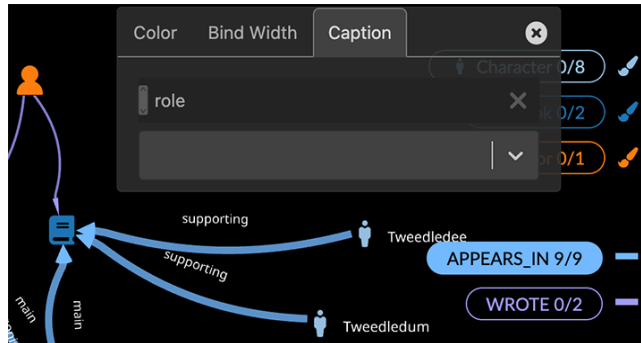 Color Bind Width Caption
Character 0/8
role
0/2
0/1
supporting
Tweedledee
supporting
APPEARS_IN 9/9
WROTE 0/2
main
main
Tweedledum